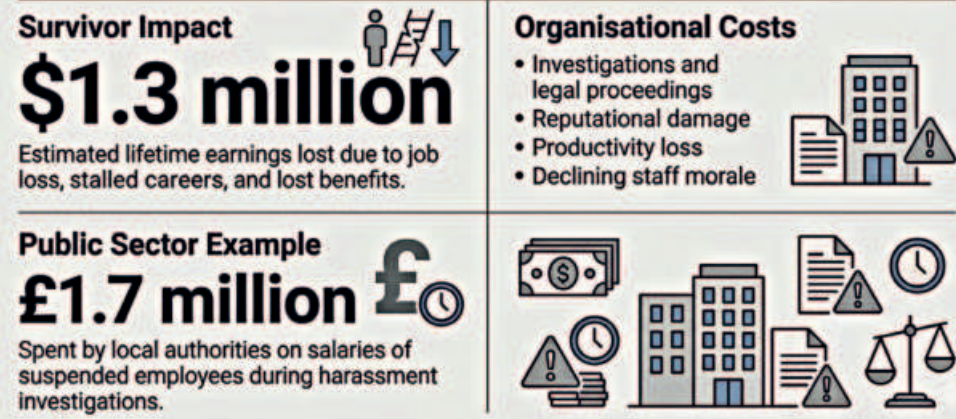 Survivor Impact
$1.3 million
Estimated lifetime earnings lost due to job
loss, stalled careers, and lost benefits.
Organisational Costs
• Investigations and
legal proceedings
• Reputational damage
• Productivity loss
• Declining staff morale
Public Sector Example
£1.7 million
£
Spent by local authorities on salaries of
suspended employees during harassment
investigations.
$